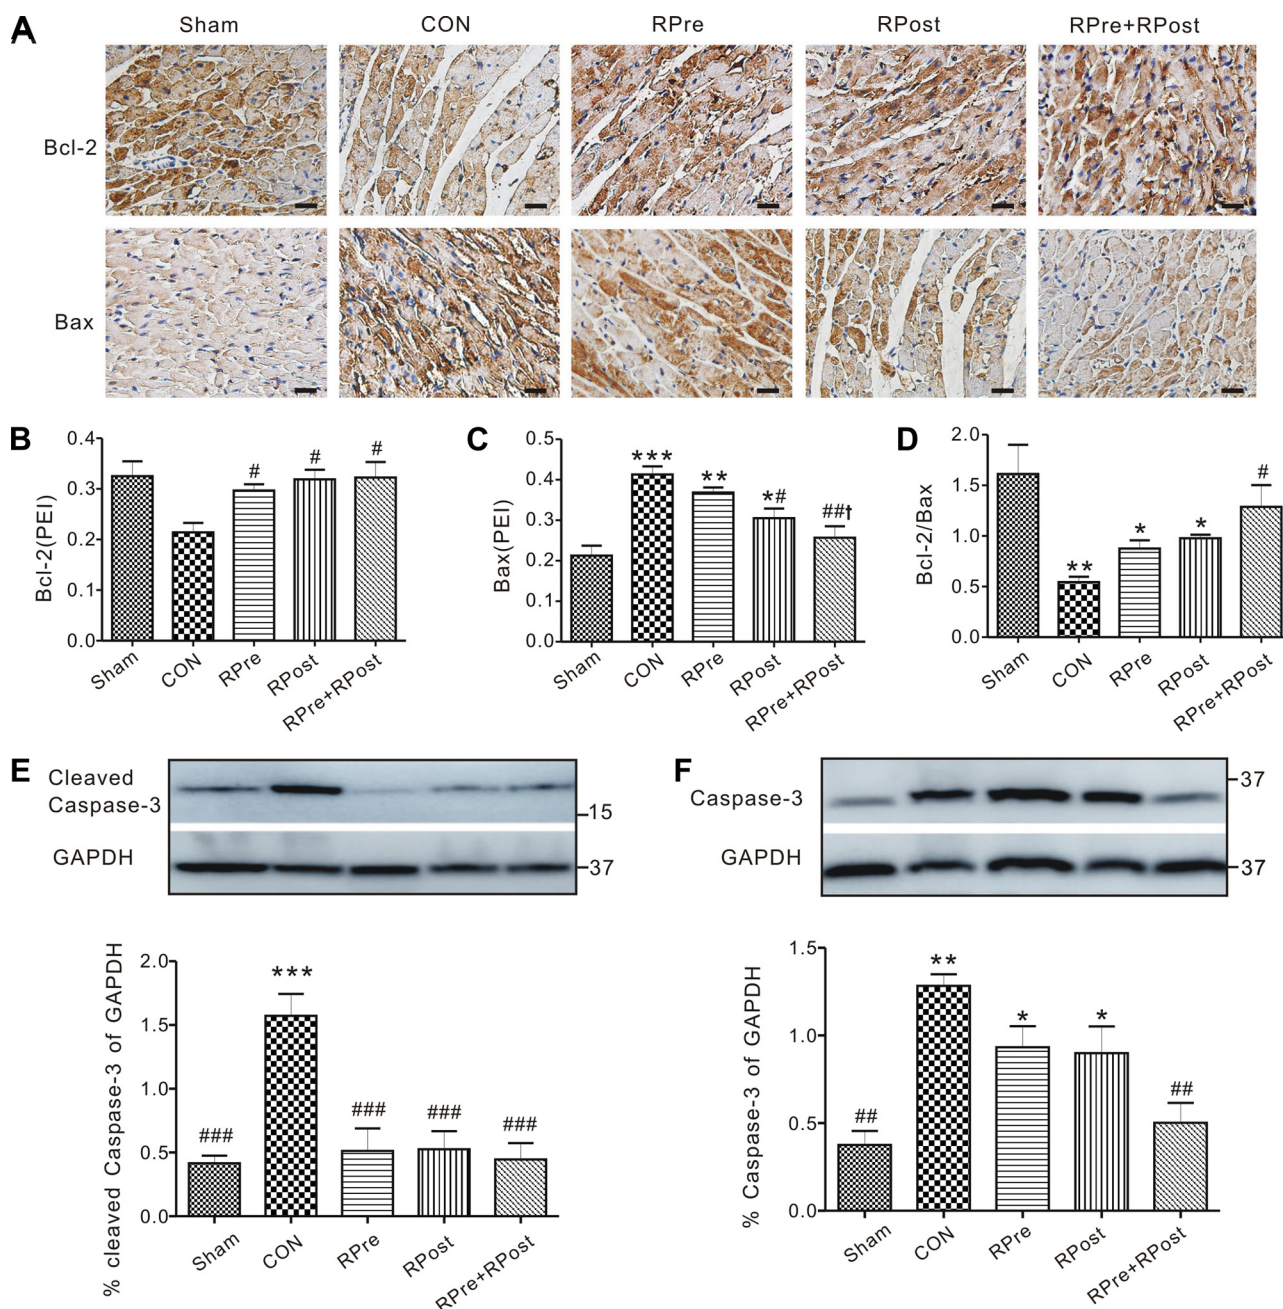 A
Sham CON RPre RPost RPre+RPost
Bcl-2
Bax
B
Bcl-2(PEI)
0.4
0.3
0.2
0.1
0.0
# # #
Sham CON RPre RPost RPre+RPost
C
Bax(PEI)
0.5
0.4
0.3
0.2
0.1
0.0
*** ** *# ##†
Sham CON RPre RPost RPre+RPost
D
Bcl-2/Bax
2.0
1.5
1.0
0.5
0.0
** * * #
Sham CON RPre RPost RPre+RPost
E
Cleaved
Caspase-3
15
GAPDH
37
% cleaved Caspase-3 of GAPDH
2.0
1.5
1.0
0.5
0.0
### *** ### ### ###
Sham CON RPre RPost RPre+RPost
F
Caspase-3
37
GAPDH
37
% Caspase-3 of GAPDH
1.5
1.0
0.5
0.0
## ** * * ##
Sham CON RPre RPost RPre+RPost